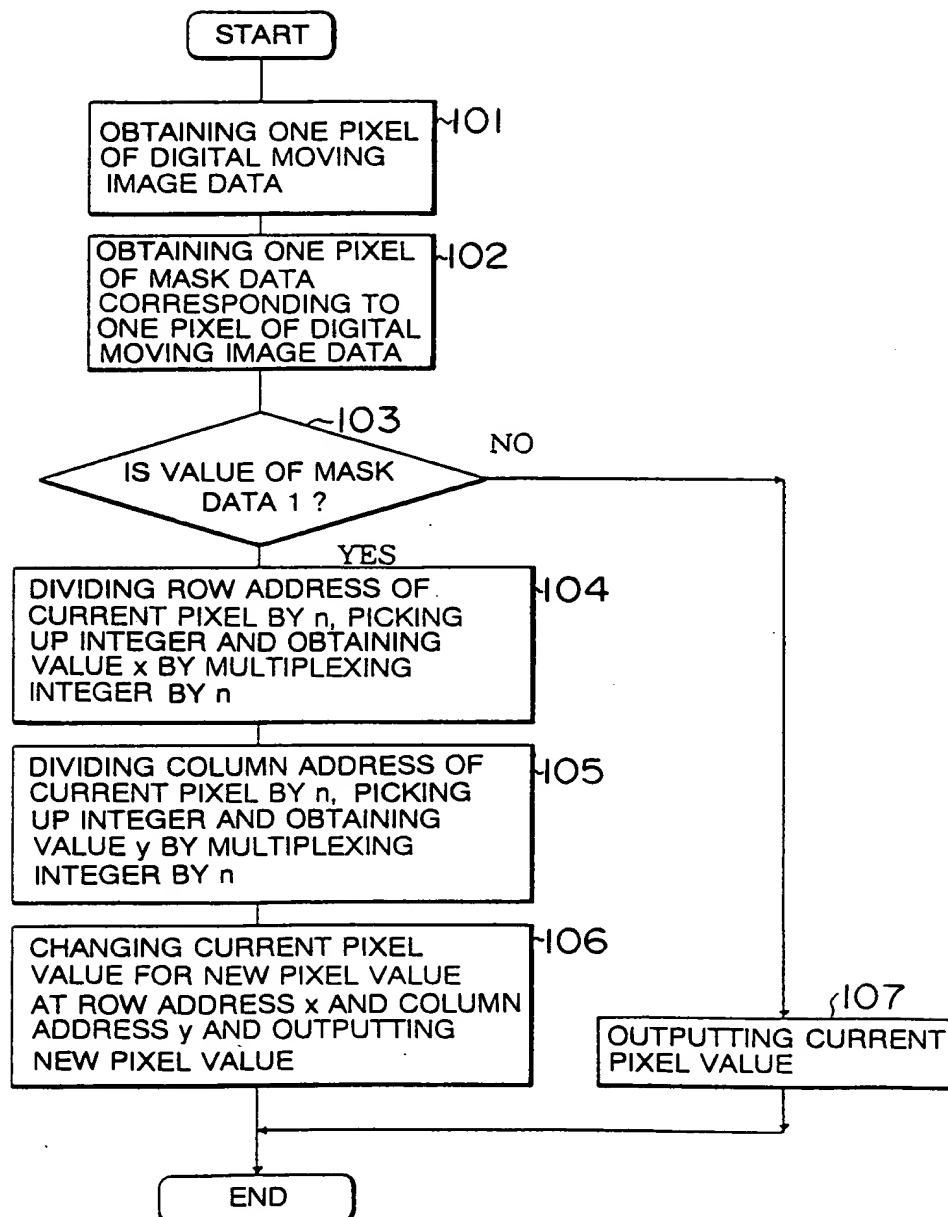 START
101
OBTAINING ONE PIXEL
OF DIGITAL MOVING
IMAGE DATA
102
OBTAINING ONE PIXEL
OF MASK DATA
CORRESPONDING TO
ONE PIXEL OF DIGITAL
MOVING IMAGE DATA
103
NO
IS VALUE OF MASK
DATA 1 ?
YES
104
DIVIDING ROW ADDRESS OF
CURRENT PIXEL BY n, PICKING
UP INTEGER AND OBTAINING
VALUE x BY MULTIPLEXING
INTEGER BY n
105
DIVIDING COLUMN ADDRESS OF
CURRENT PIXEL BY n, PICKING
UP INTEGER AND OBTAINING
VALUE y BY MULTIPLEXING
INTEGER BY n
106
CHANGING CURRENT PIXEL
VALUE FOR NEW PIXEL VALUE
AT ROW ADDRESS x AND COLUMN
ADDRESS y AND OUTPUTTING
NEW PIXEL VALUE
107
OUTPUTTING CURRENT
PIXEL VALUE
END